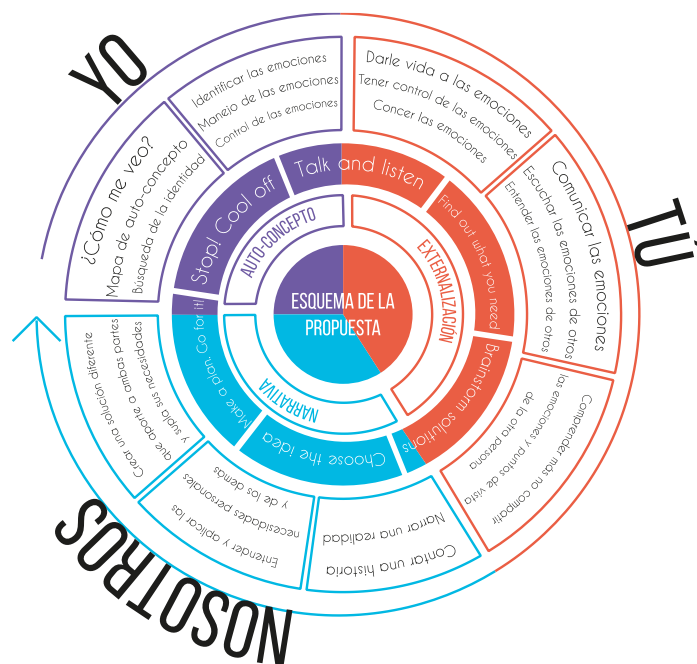 YO
¿Cómo me veo?
Mapa de auto-concepto
Búsqueda de la identidad
Identificar las emociones
Manejo de las emociones
Control de las emociones
TÚ
Darle vida a las emociones
Tener control de las emociones
Concer las emociones
Comunicar las emociones
Escuchar las emociones de otros
Entender las emociones de otros
Comprender más no compartir
las emociones y puntos de vista
de la otra persona
NOSOTROS
Contar una historia
Narrar una realidad
Entender y aplicar las
necesidades personales
y de los demás
Crear una solución diferente
que aporte a ambas partes
y supla sus necesidades
Stop! Cool off
Talk and listen
Find out what you need
Brainstorm solutions
Choose the idea
Make a plan, Go for it!
AUTO-CONCEPTO
EXTERNALIZACIÓN
NARRATIVA
ESQUEMA DE LA
PROPUESTA